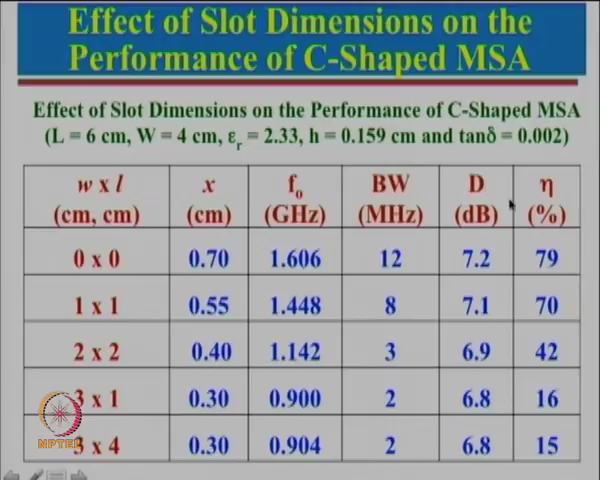 Effect of Slot Dimensions on the
Performance of C-Shaped MSA
Effect of Slot Dimensions on the Performance of C-Shaped MSA
(L = 6 cm, W = 4 cm, εr = 2.33, h = 0.159 cm and tanδ = 0.002)
w x l (cm, cm) x (cm) f₀ (GHz) BW (MHz) D (dB) η (%)
0 x 0 0.70 1.606 12 7.2 79
1 x 1 0.55 1.448 8 7.1 70
2 x 2 0.40 1.142 3 6.9 42
3 x 1 0.30 0.900 2 6.8 16
3 x 4 0.30 0.904 2 6.8 15
NPTEL